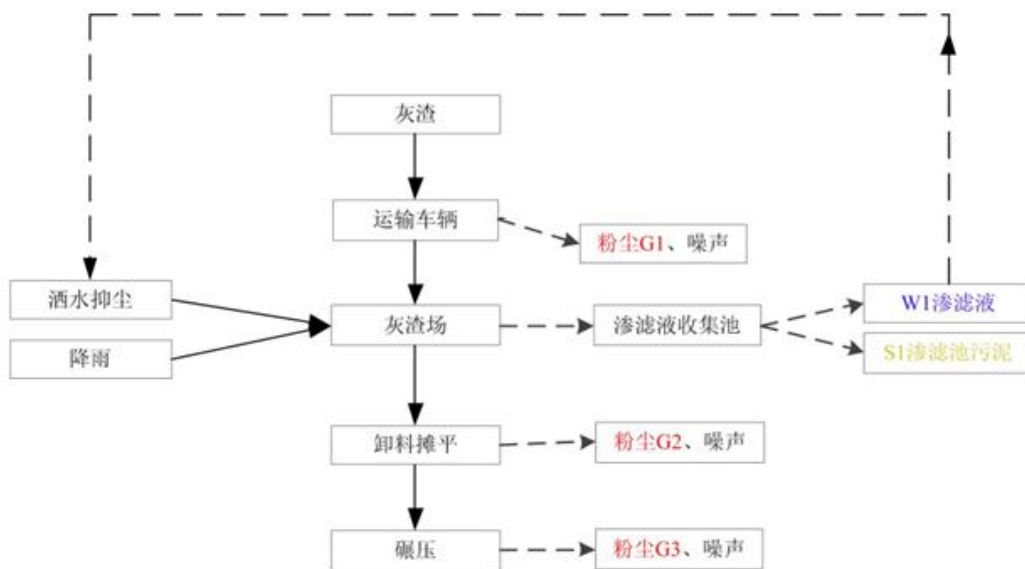 灰渣
运输车辆
粉尘G1、噪声
洒水抑尘
灰渣场
渗滤液收集池
W1渗滤液
降雨
S1渗滤池污泥
卸料摊平
粉尘G2、噪声
碾压
粉尘G3、噪声